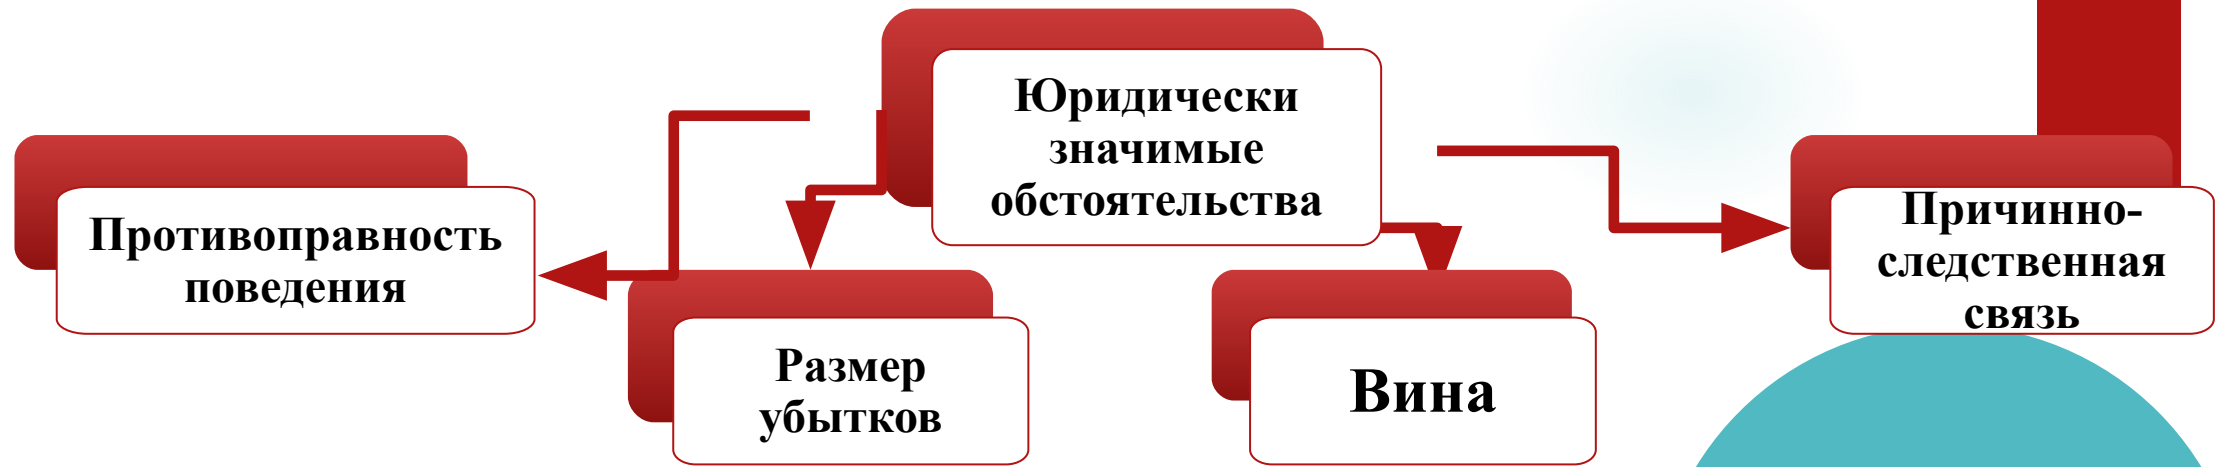 Юридически
значимые
обстоятельства
Противоправность
поведения
Размер
убытков
Вина
Причинно-
следственная
связь